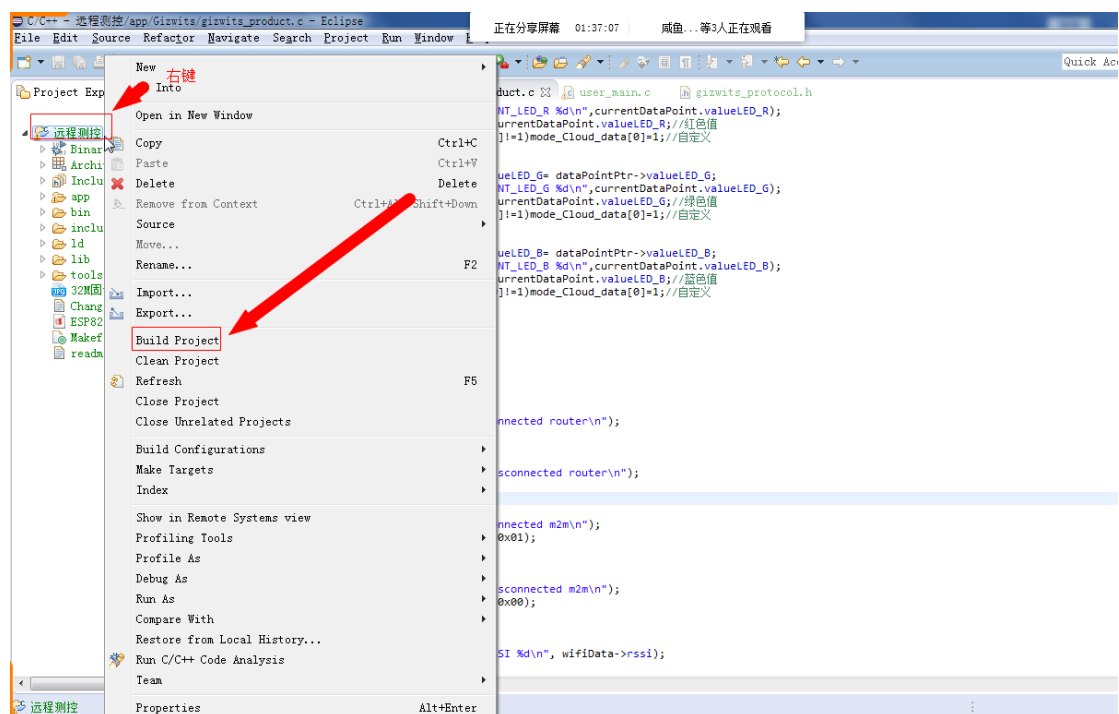 C/C++ - 远程测控/app/Gizwits/gizwits_product.c - Eclipse
正在分享屏幕 01:37:07 咸鱼...等3人正在观看
File Edit Source Refactor Navigate Search Project Run Window
Quick Acc
Project Exp
duct.c user_main.c gizwits_protocol.h
右键
远程测控
Binar
Archi
Inclu
app
bin
inclu
ld
lib
tools
32M固
Chang
ESP82
Makef
readm
New
Into
Open in New Window
Copy Ctrl+C
Paste Ctrl+V
Delete Delete
Remove from Context Ctrl+Al Shift+Down
Source
Move...
Rename... F2
Import...
Export...
Build Project
Clean Project
Refresh F5
Close Project
Close Unrelated Projects
Build Configurations
Make Targets
Index
Show in Remote Systems view
Profiling Tools
Profile As
Debug As
Run As
Compare With
Restore from Local History...
Run C/C++ Code Analysis
Team
Properties Alt+Enter
NT_LED_R %d\n",currentDataPoint.valueLED_R);
urrentDataPoint.valueLED_R;//红色值
]!=1)mode_Cloud_data[0]=1;//自定义
ueLED_G= dataPointPtr->valueLED_G;
NT_LED_G %d\n",currentDataPoint.valueLED_G);
urrentDataPoint.valueLED_G;//绿色值
]!=1)mode_Cloud_data[0]=1;//自定义
ueLED_B= dataPointPtr->valueLED_B;
NT_LED_B %d\n",currentDataPoint.valueLED_B);
urrentDataPoint.valueLED_B;//蓝色值
]!=1)mode_Cloud_data[0]=1;//自定义
nnected router\n");
sconnected router\n");
nnected m2m\n");
0x01);
sconnected m2m\n");
0x00);
SI %d\n", wifiData->rssi);
远程测控